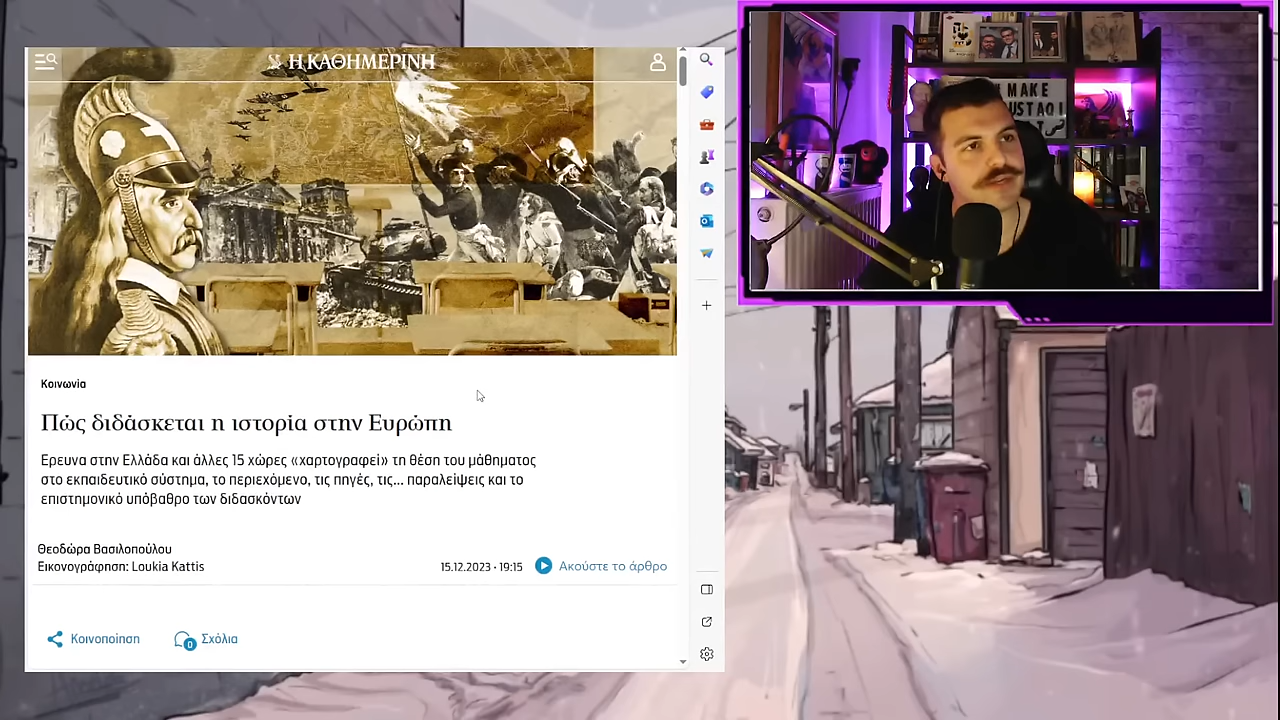 Η ΚΑΘΗΜΕΡΙΝΗ
Κοινωνία
Πώς διδάσκεται η ιστορία στην Ευρώπη
Ερευνα στην Ελλάδα και άλλες 15 χώρες «χαρτογραφεί» τη θέση του μαθήματος
στο εκπαιδευτικό σύστημα, το περιεχόμενο, τις πηγές, τις... παραλείψεις και το
επιστημονικό υπόβαθρο των διδασκόντων
Θεοδώρα Βασιλοπούλου
Εικονογράφηση: Loukia Kattis
15.12.2023 • 19:15
Ακούστε το άρθρο
Κοινοποίηση
0
Σχόλια
MAKE